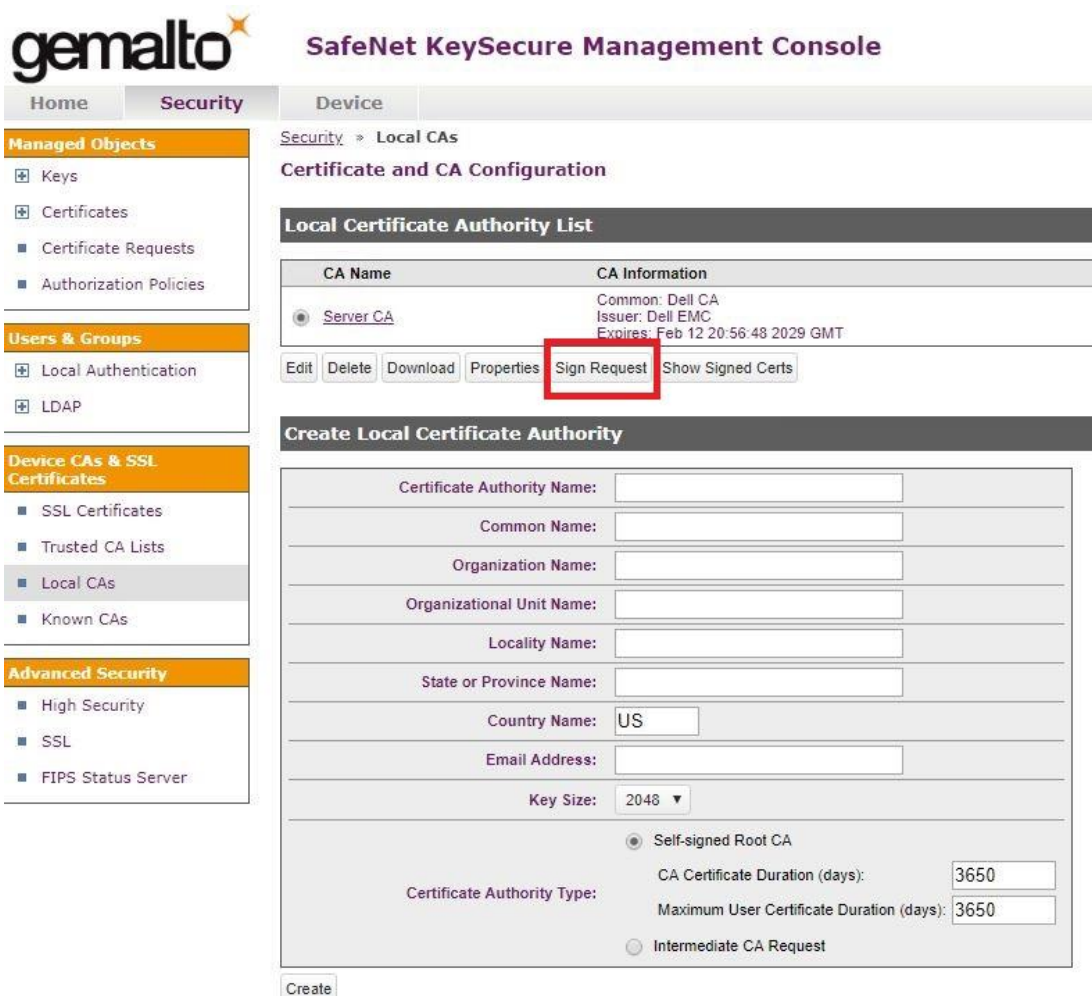 gemalto
SafeNet KeySecure Management Console
Home Security Device
Managed Objects
Keys
Certificates
Certificate Requests
Authorization Policies
Users & Groups
Local Authentication
LDAP
Device CAs & SSL
Certificates
SSL Certificates
Trusted CA Lists
Local CAs
Known CAs
Advanced Security
High Security
SSL
FIPS Status Server
Security » Local CAs
Certificate and CA Configuration
Local Certificate Authority List
CA Name CA Information
Server CA
Common: Dell CA
Issuer: Dell EMC
Expires: Feb 12 20:56:48 2029 GMT
Edit Delete Download Properties Sign Request Show Signed Certs
Create Local Certificate Authority
Certificate Authority Name:
Common Name:
Organization Name:
Organizational Unit Name:
Locality Name:
State or Province Name:
Country Name: US
Email Address:
Key Size: 2048
Certificate Authority Type:
Self-signed Root CA
CA Certificate Duration (days): 3650
Maximum User Certificate Duration (days): 3650
Intermediate CA Request
Create